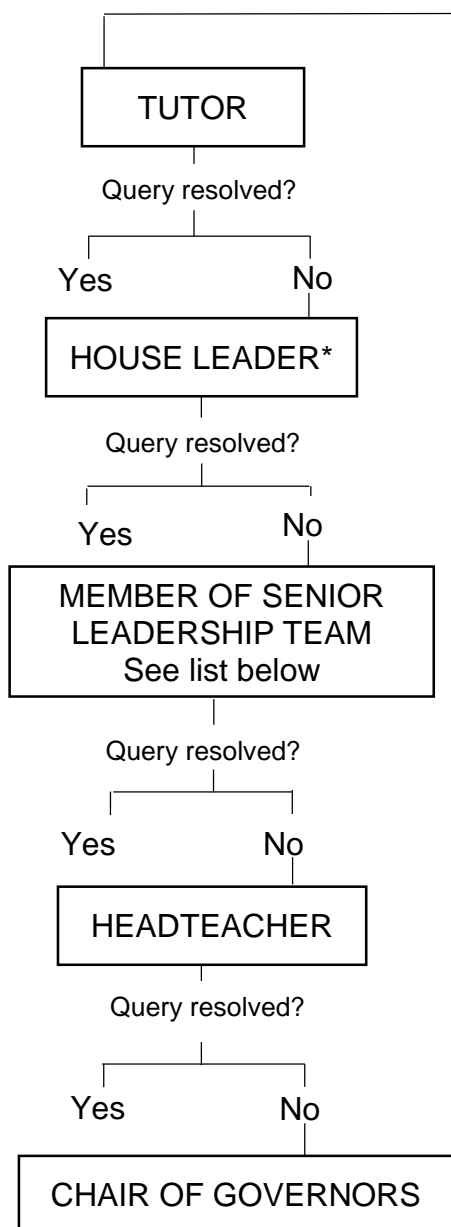 TUTOR
Query resolved?
Yes No
HOUSE LEADER*
Query resolved?
Yes No
MEMBER OF SENIOR
LEADERSHIP TEAM
See list below
Query resolved?
Yes No
HEADTEACHER
Query resolved?
Yes No
CHAIR OF GOVERNORS